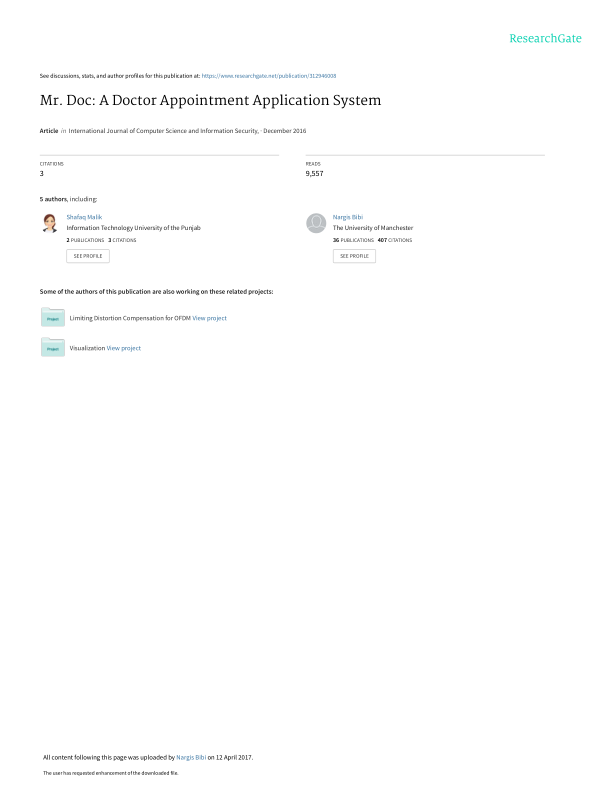 ResearchGate
See discussions, stats, and author profiles for this publication at: https://www.researchgate.net/publication/312946008
Mr. Doc: A Doctor Appointment Application System
Article in International Journal of Computer Science and Information Security, · December 2016
CITATIONS
3
READS
9,557
5 authors, including:
Shafaq Malik
Information Technology University of the Punjab
2 PUBLICATIONS 3 CITATIONS
SEE PROFILE
Nargis Bibi
The University of Manchester
36 PUBLICATIONS 407 CITATIONS
SEE PROFILE
Some of the authors of this publication are also working on these related projects:
Project
Limiting Distortion Compensation for OFDM View project
Project
Visualization View project
All content following this page was uploaded by Nargis Bibi on 12 April 2017.
The user has requested enhancement of the downloaded file.